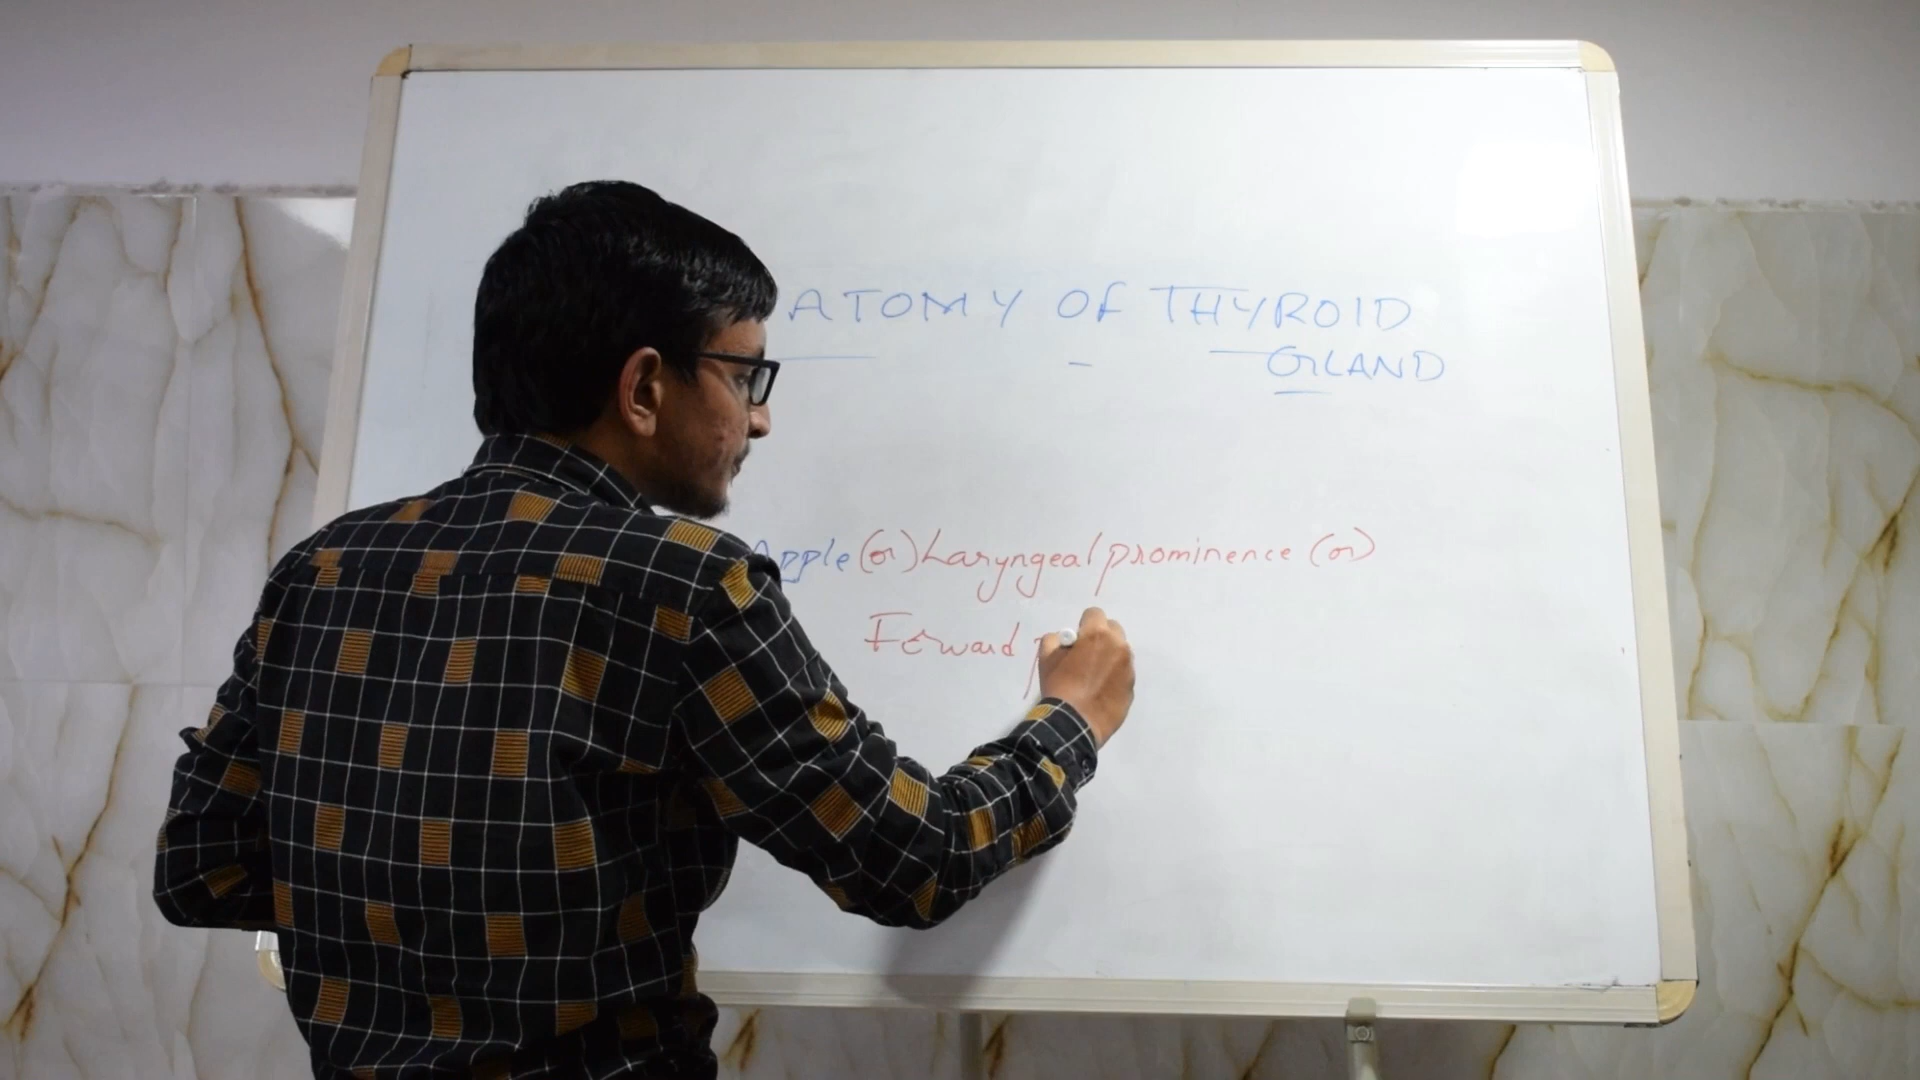 ATOMY OF THYROID
GLAND
Apple (or) Laryngeal prominence (or)
Forward p